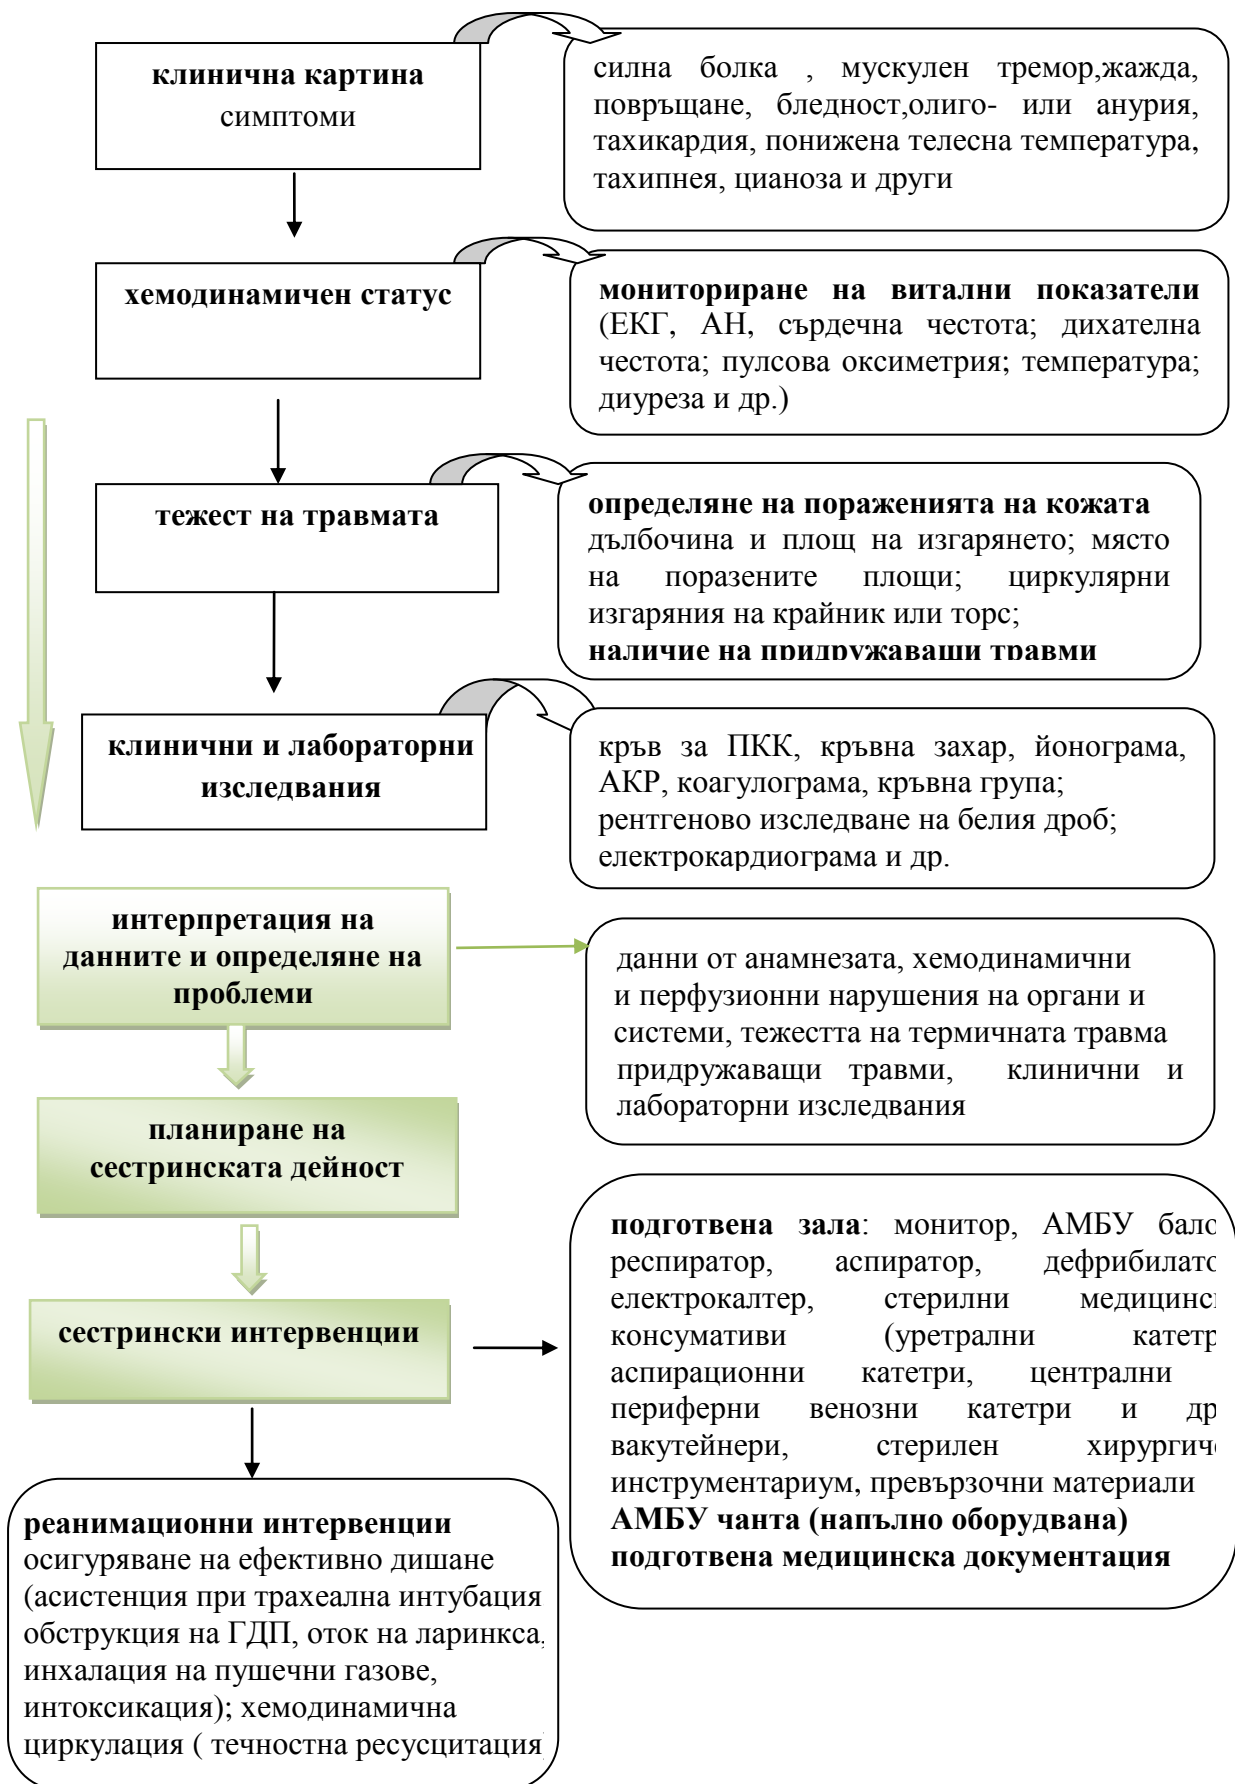 клинична картина
симптоми
силна болка , мускулен тремор,жажда,
повръщане, бледност,олиго- или анурия,
тахикардия, понижена телесна температура,
тахипнея, цианоза и други
хемодинамичен статус
мониториране на витални показатели
(ЕКГ, АН, сърдечна честота; дихателна
честота; пулсова оксиметрия; температура;
диуреза и др.)
тежест на травмата
определяне на пораженията на кожата
дълбочина и площ на изгарянето; място
на поразените площи; циркулярни
изгаряния на крайник или торс;
наличие на придружаващи травми
клинични и лабораторни
изследвания
кръв за ПКК, кръвна захар, йонограма,
АКР, коагулограма, кръвна група;
рентгеново изследване на белия дроб;
електрокардиограма и др.
интерпретация на
данните и определяне на
проблеми
данни от анамнезата, хемодинамични
и перфузионни нарушения на органи и
системи, тежестта на термичната травма
придружаващи травми, клинични и
лабораторни изследвания
планиране на
сестринската дейност
сестрински интервенции
подготвена зала: монитор, АМБУ бало
респиратор, аспиратор, дефрибилато
електрокалтер, стерилни медицинс
консумативи (уретрални катетр
аспирационни катетри, централни
периферни венозни катетри и др
вакутейнери, стерилен хирургич
инструментариум, превързочни материали
АМБУ чанта (напълно оборудвана)
подготвена медицинска документация
реанимационни интервенции
осигуряване на ефективно дишане
(асистенция при трахеална интубация
обструкция на ГДП, оток на ларинкса,
инхалация на пушечни газове,
интоксикация); хемодинамична
циркулация ( течностна ресусцитация